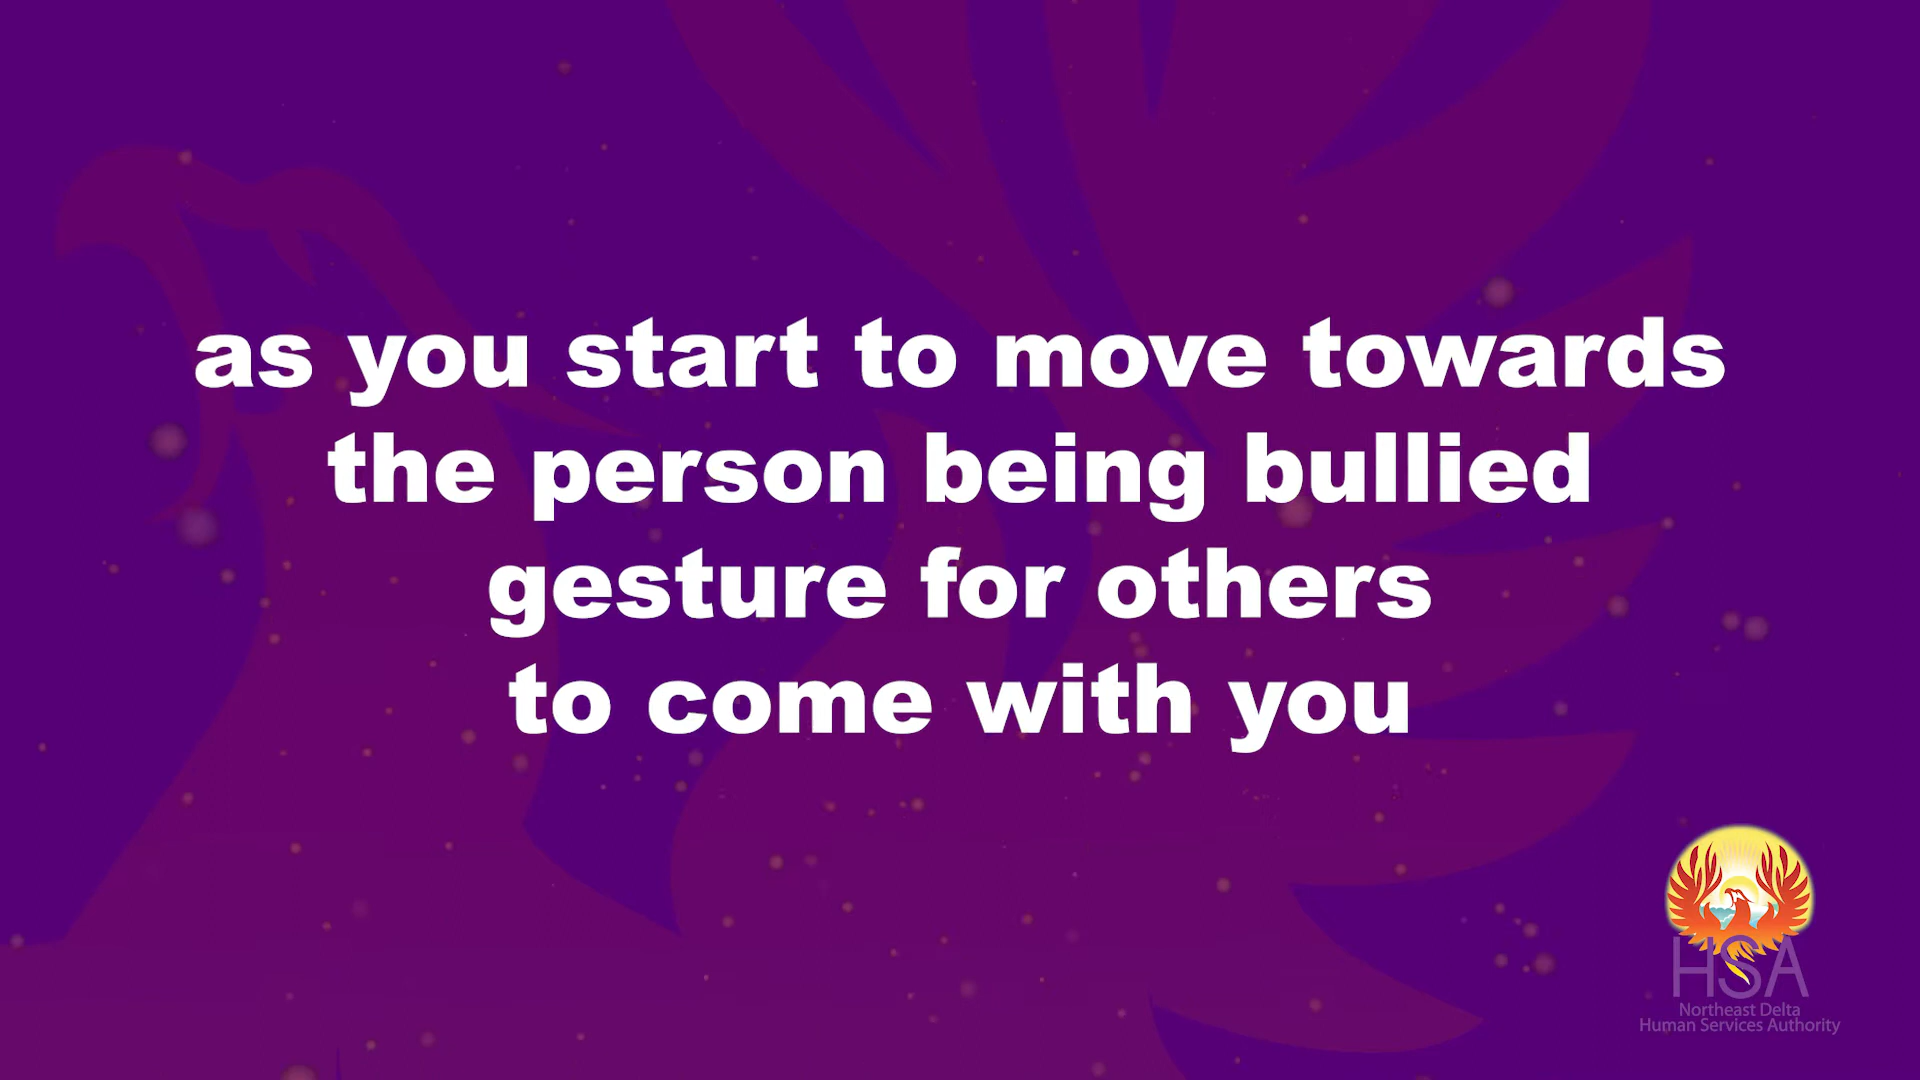 as you start to move towards
the person being bullied
gesture for others
to come with you
HSA
Northeast Delta
Human Services Authority